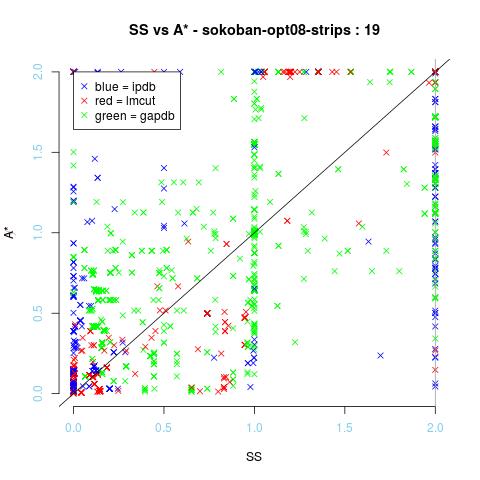 SS vs A* - sokoban-opt08-strips : 19
blue = lpdb
red = lmcut
green = gapdb
A*
2.0
1.5
1.0
0.5
0.0
0.0 0.5 1.0 1.5 2.0
SS